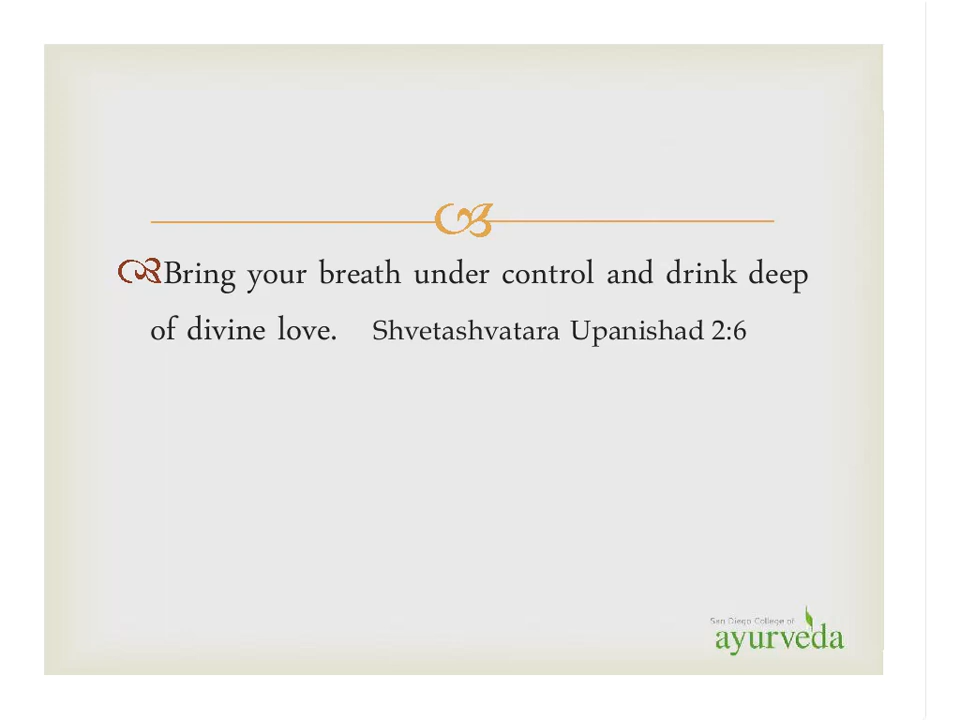 Bring your breath under control and drink deep
of divine love. Shvetashvatara Upanishad 2:6
San Diego College of
ayurveda